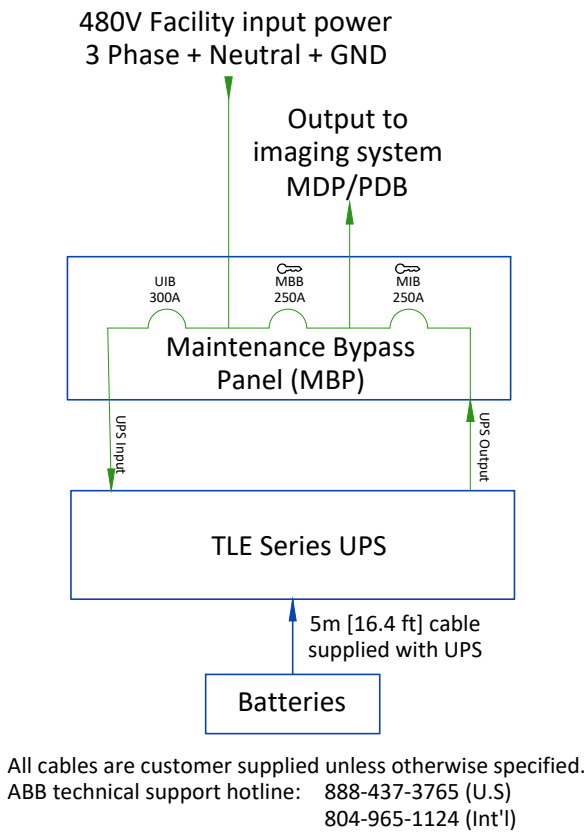 480V Facility input power
3 Phase + Neutral + GND
Output to
imaging system
MDP/PDB
UIB
300A
MBB
250A
MIB
250A
Maintenance Bypass
Panel (MBP)
UPS Input
UPS Output
TLE Series UPS
5m [16.4 ft] cable
supplied with UPS
Batteries
All cables are customer supplied unless otherwise specified.
ABB technical support hotline: 888-437-3765 (U.S)
804-965-1124 (Int'l)